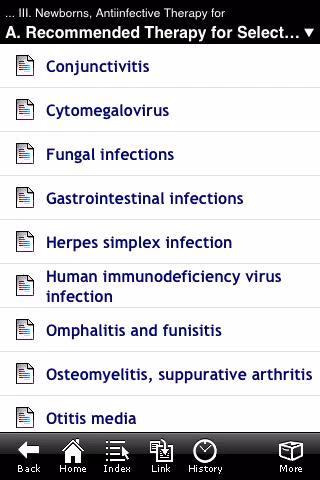 ... III. Newborns, Antiinfective Therapy for
A. Recommended Therapy for Select...
Conjunctivitis
Cytomegalovirus
Fungal infections
Gastrointestinal infections
Herpes simplex infection
Human immunodeficiency virus
infection
Omphalitis and funisitis
Osteomyelitis, suppurative arthritis
Otitis media
Back Home Index Link History More